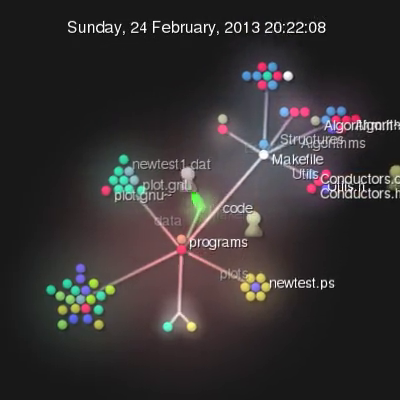 Sunday, 24 February, 2013 20:22:08
Structures
Algorithms
Makefile
newtest1.dat
Utils
Conductors.c
plot.gnu
Utils.h
plot.gnu~
Conductors.h
code
data
programs
plots
newtest.ps